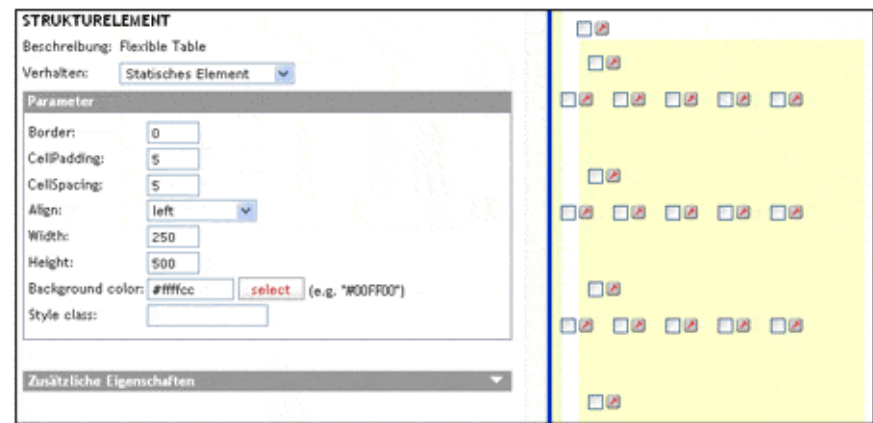 STRUKTURELEMENT
Beschreibung: Flexible Table
Verhalten: Statisches Element
Parameter
Border: 0
CellPadding: 5
CellSpacing: 5
Align: left
Width: 250
Height: 500
Background color: #ffffcc select (e.g. "#00FF00")
Style class:
Zusätzliche Eigenschaften